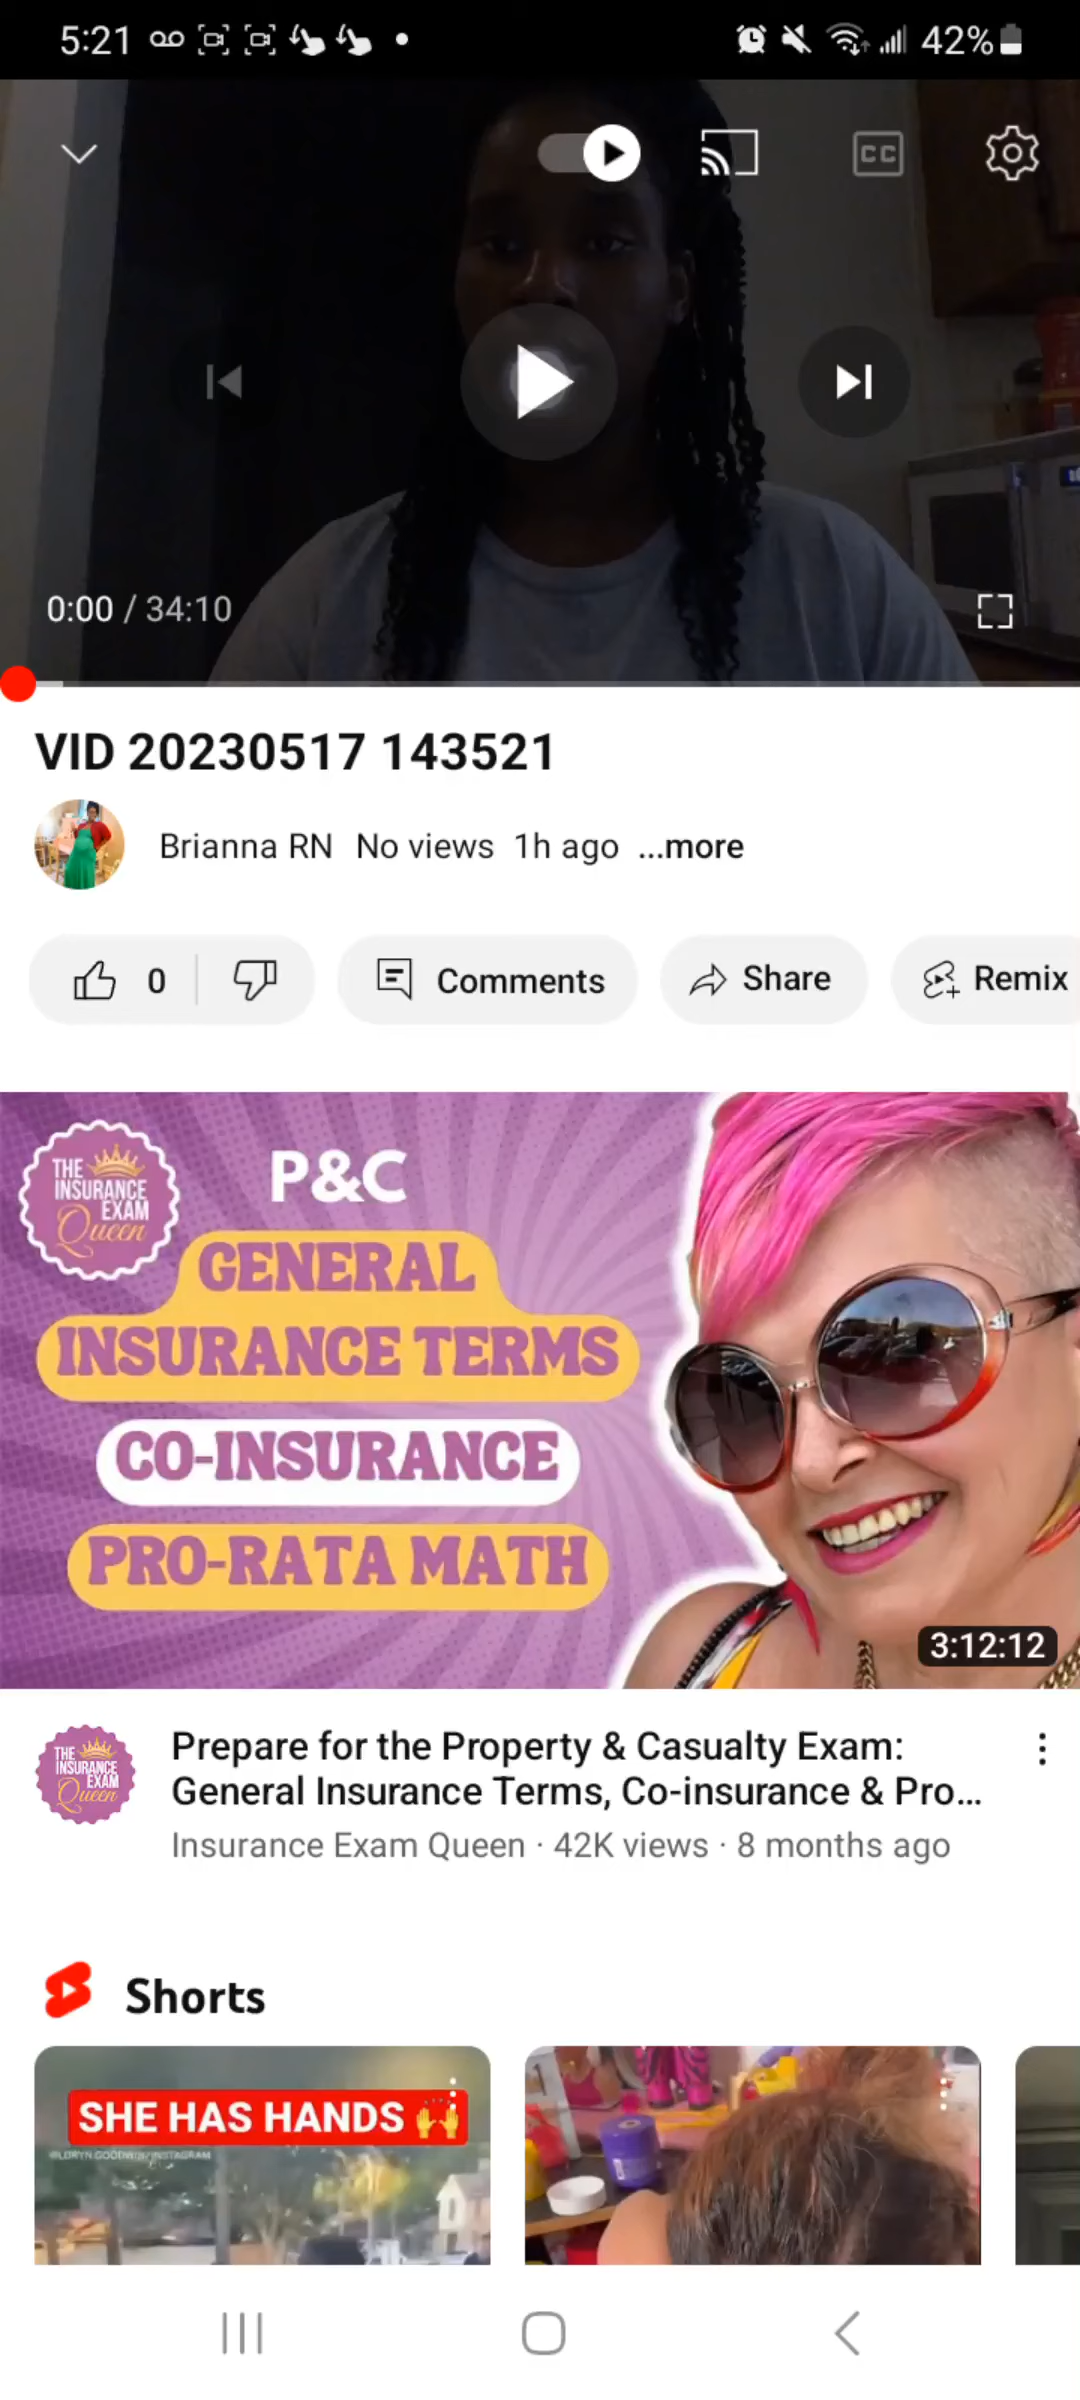 5:21 42%
CC
0:00 / 34:10
VID 20230517 143521
Brianna RN No views 1h ago ...more
0 Comments Share Remix
THE INSURANCE EXAM Queen
P&C
GENERAL
INSURANCE TERMS
CO-INSURANCE
PRO-RATA MATH
3:12:12
THE INSURANCE EXAM Queen
Prepare for the Property & Casualty Exam:
General Insurance Terms, Co-insurance & Pro...
Insurance Exam Queen · 42K views · 8 months ago
Shorts
SHE HAS HANDS 🙌